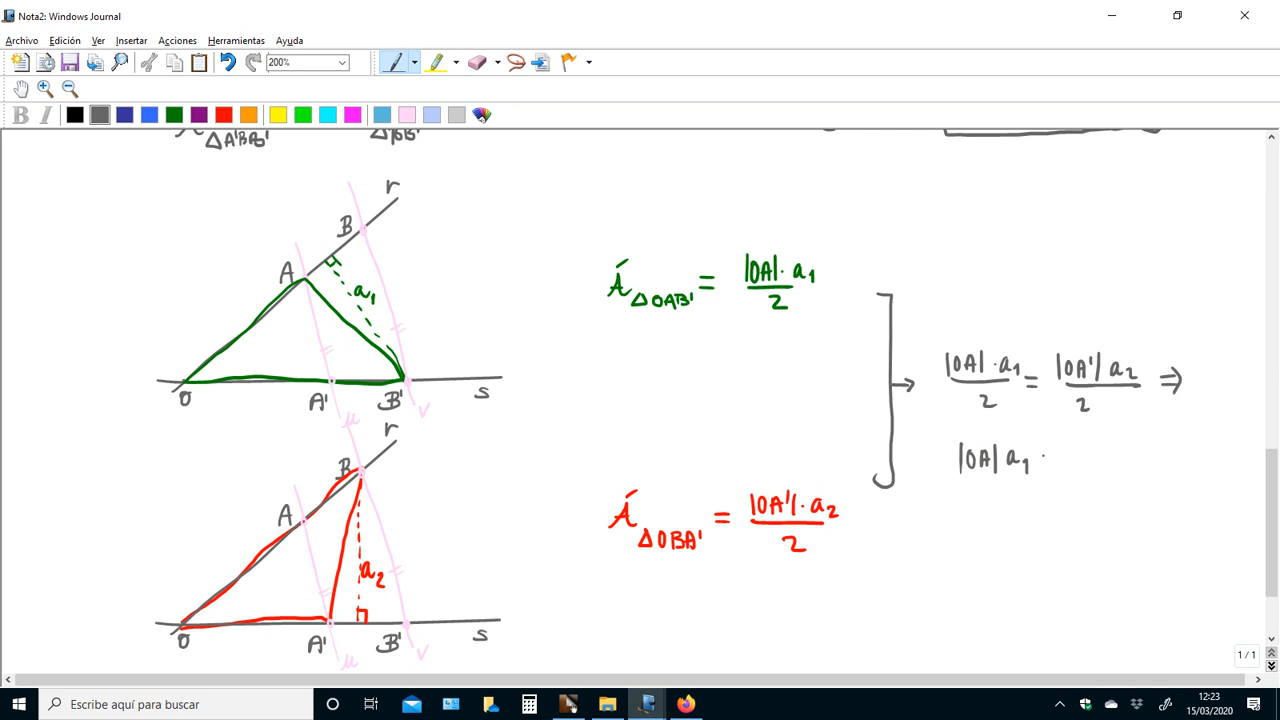 Nota2: Windows Journal
Archivo Edición Ver Insertar Acciones Herramientas Ayuda
200%
B I
ΔA'BB'
r
B
A
a₁
O A' B' s
u v
Á ΔOAB' = |OA|·a₁ / 2
|OA|·a₁ / 2 = |OA'| a₂ / 2 ⇒
|OA| a₁ ·
r
B
A
a₂
O A' B' s
u v
Á ΔOBA' = |OA'|·a₂ / 2
1 / 1
Escribe aquí para buscar
12:23
15/03/2020